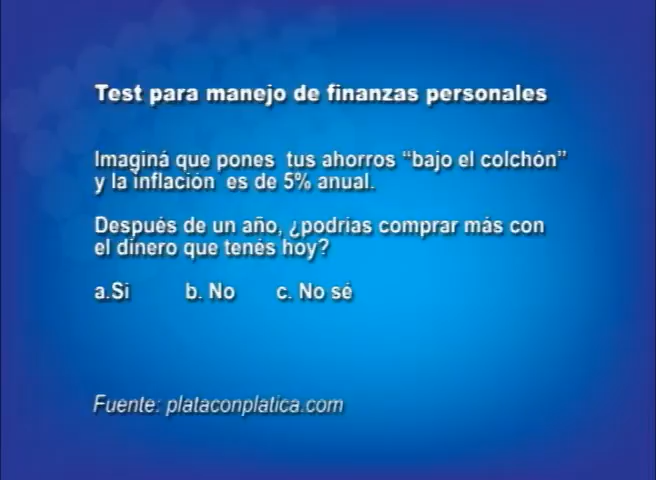 Test para manejo de finanzas personales
Imaginá que pones tus ahorros “bajo el colchón”
y la inflación es de 5% anual.
Después de un año, ¿podrías comprar más con
el dinero que tenés hoy?
a.Si b. No c. No sé
Fuente: plataconplatica.com